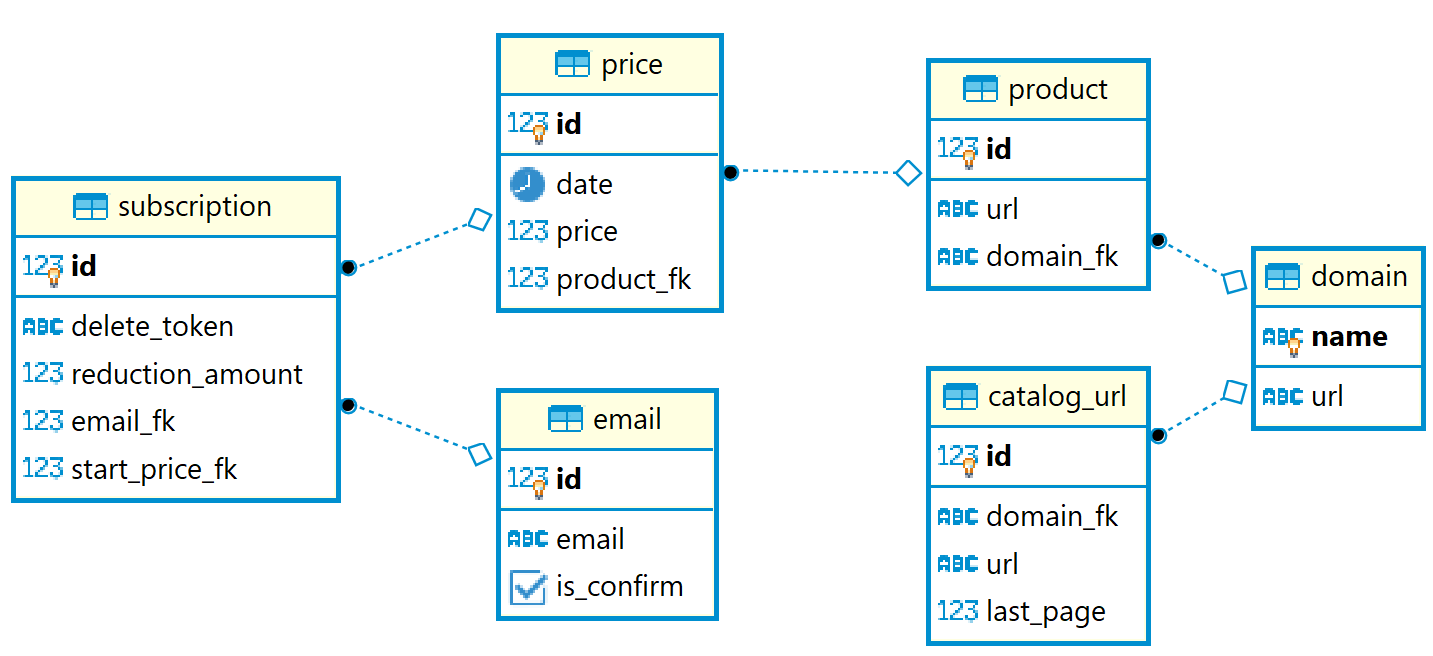 subscription
123 id
ABC delete_token
123 reduction_amount
123 email_fk
123 start_price_fk
price
123 id
date
123 price
123 product_fk
email
123 id
ABC email
is_confirm
product
123 id
ABC url
ABC domain_fk
catalog_url
123 id
ABC domain_fk
ABC url
123 last_page
domain
ABC name
ABC url